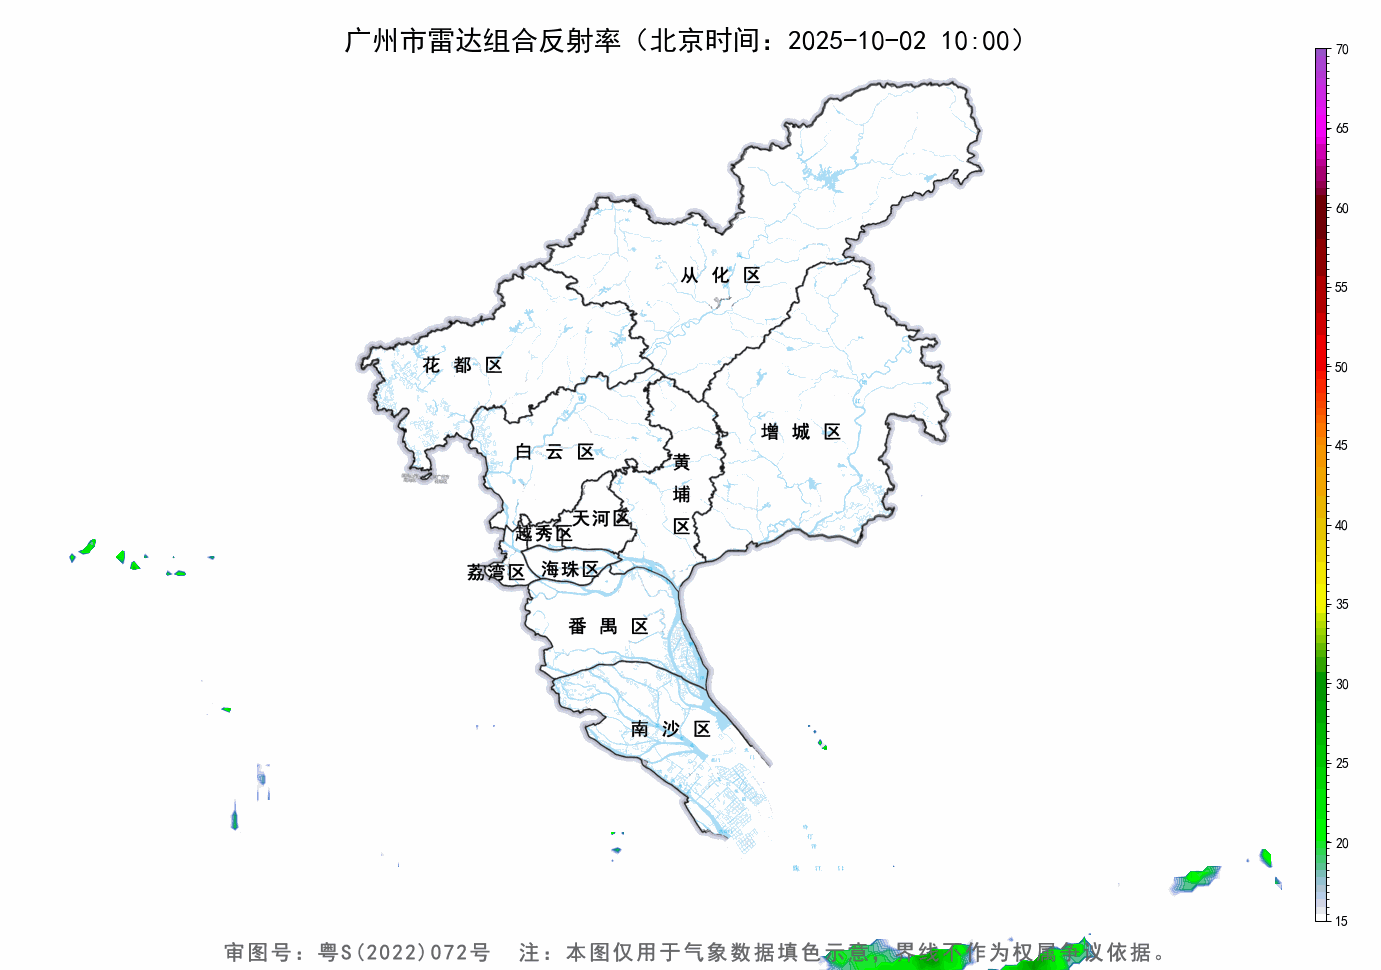 广州市雷达组合反射率（北京时间：2025-10-02 10:00）
70
65
60
55
50
45
40
35
30
25
20
15
从化区
花都区
增城区
白云区
黄埔区
天河区
越秀区
荔湾区
海珠区
番禺区
南沙区
审图号：粤S(2022)072号 注：本图仅用于气象数据填色示意，界线不作为权属争议依据。